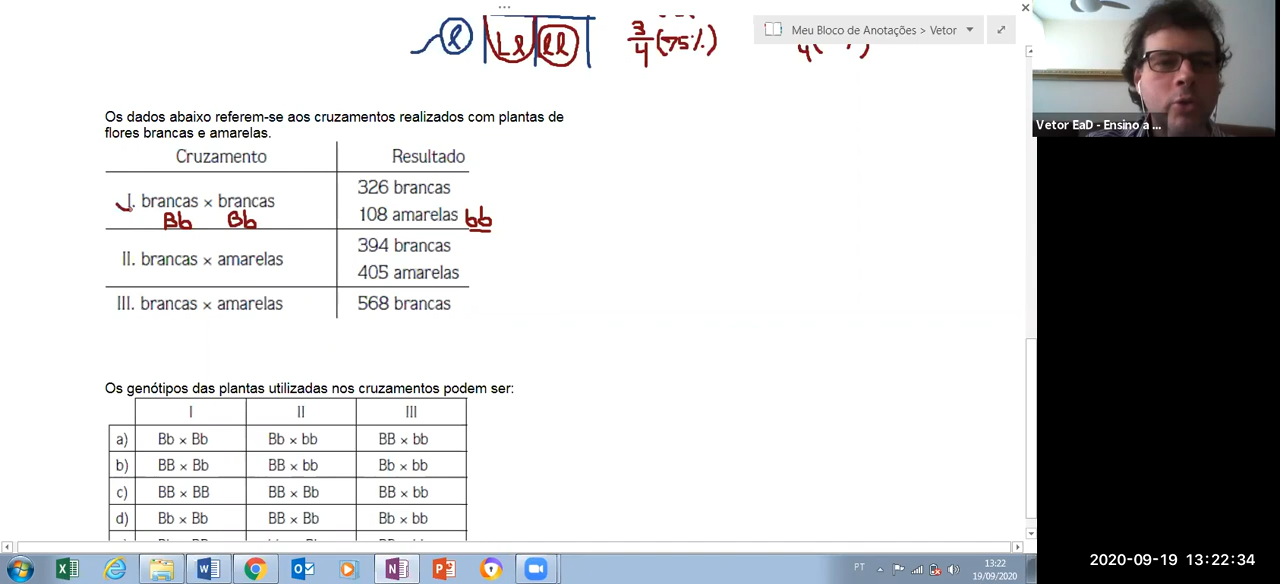 l
Ll ll
3/4 (75%)
4
Meu Bloco de Anotações > Vetor
Vetor EaD - Ensino a ...
Os dados abaixo referem-se aos cruzamentos realizados com plantas de
flores brancas e amarelas.
Cruzamento Resultado
I. brancas × brancas 326 brancas
Bb Bb 108 amarelas bb
II. brancas × amarelas 394 brancas
405 amarelas
III. brancas × amarelas 568 brancas
Os genótipos das plantas utilizadas nos cruzamentos podem ser:
I II III
a) Bb × Bb Bb × bb BB × bb
b) BB × Bb BB × bb Bb × bb
c) BB × BB BB × Bb BB × bb
d) Bb × Bb BB × Bb Bb × bb
PT 13:22
19/09/2020
2020-09-19 13:22:34